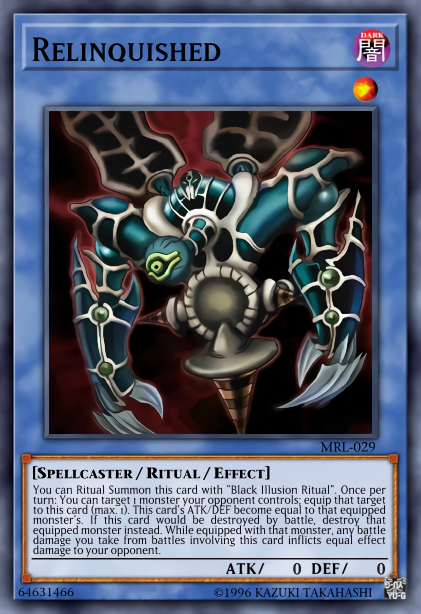 RELINQUISHED
DARK
闇
MRL-029
[SPELLCASTER / RITUAL / EFFECT]
You can Ritual Summon this card with "Black Illusion Ritual". Once per
turn: You can target 1 monster your opponent controls; equip that target
to this card (max. 1). This card's ATK/DEF become equal to that equipped
monster's. If this card would be destroyed by battle, destroy that
equipped monster instead. While equipped with that monster, any battle
damage you take from battles involving this card inflicts equal effect
damage to your opponent.
ATK/ 0 DEF/ 0
64631466
©1996 KAZUKI TAKAHASHI